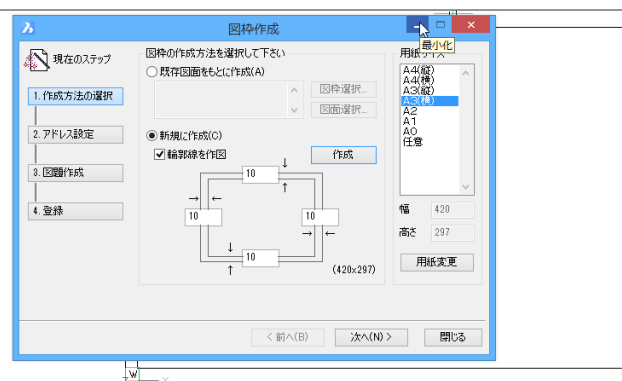 図枠作成
最小化
現在のステップ
1. 作成方法の選択
2. アドレス設定
3. 図題作成
4. 登録
図枠の作成方法を選択して下さい
既存図面をもとに作成(A)
図枠選択...
図面選択...
新規に作成(C)
輪郭線を作図
作成
10
10
10
10
(420x297)
用紙サイズ
A4(縦)
A4(横)
A3(縦)
A3(横)
A2
A1
A0
任意
幅 420
高さ 297
用紙変更
< 前へ(B)
次へ(N) >
閉じる
W
X